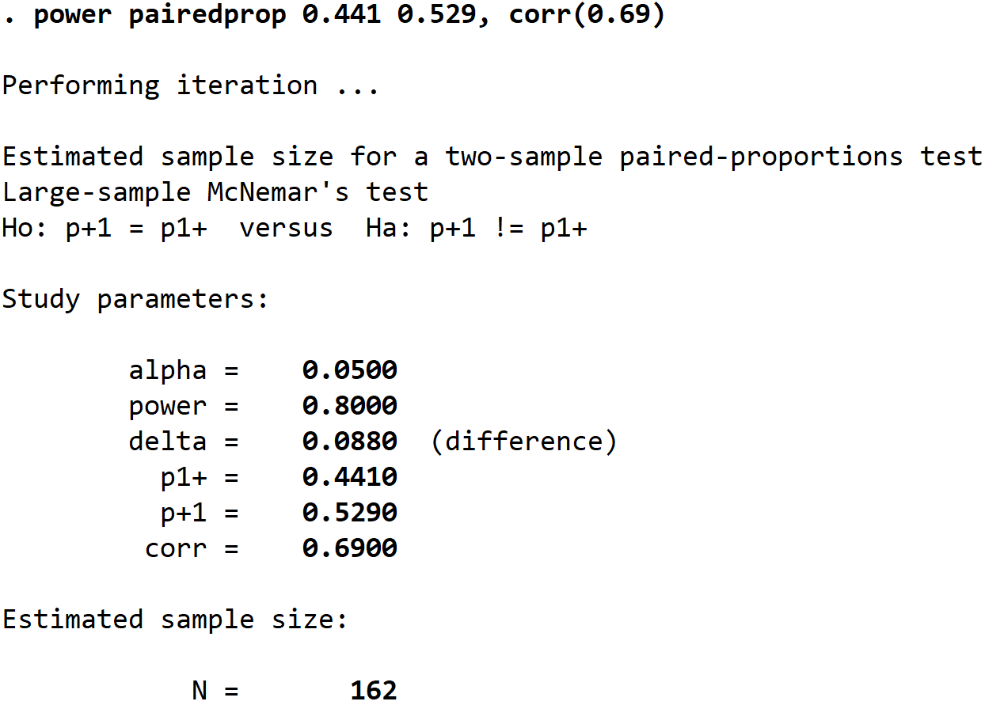 . power pairedprop 0.441 0.529, corr(0.69)
Performing iteration ...
Estimated sample size for a two-sample paired-proportions test
Large-sample McNemar's test
Ho: p+1 = p1+  versus  Ha: p+1 != p1+
Study parameters:
alpha =    0.0500
power =    0.8000
delta =    0.0880  (difference)
p1+ =    0.4410
p+1 =    0.5290
corr =    0.6900
Estimated sample size:
N =       162